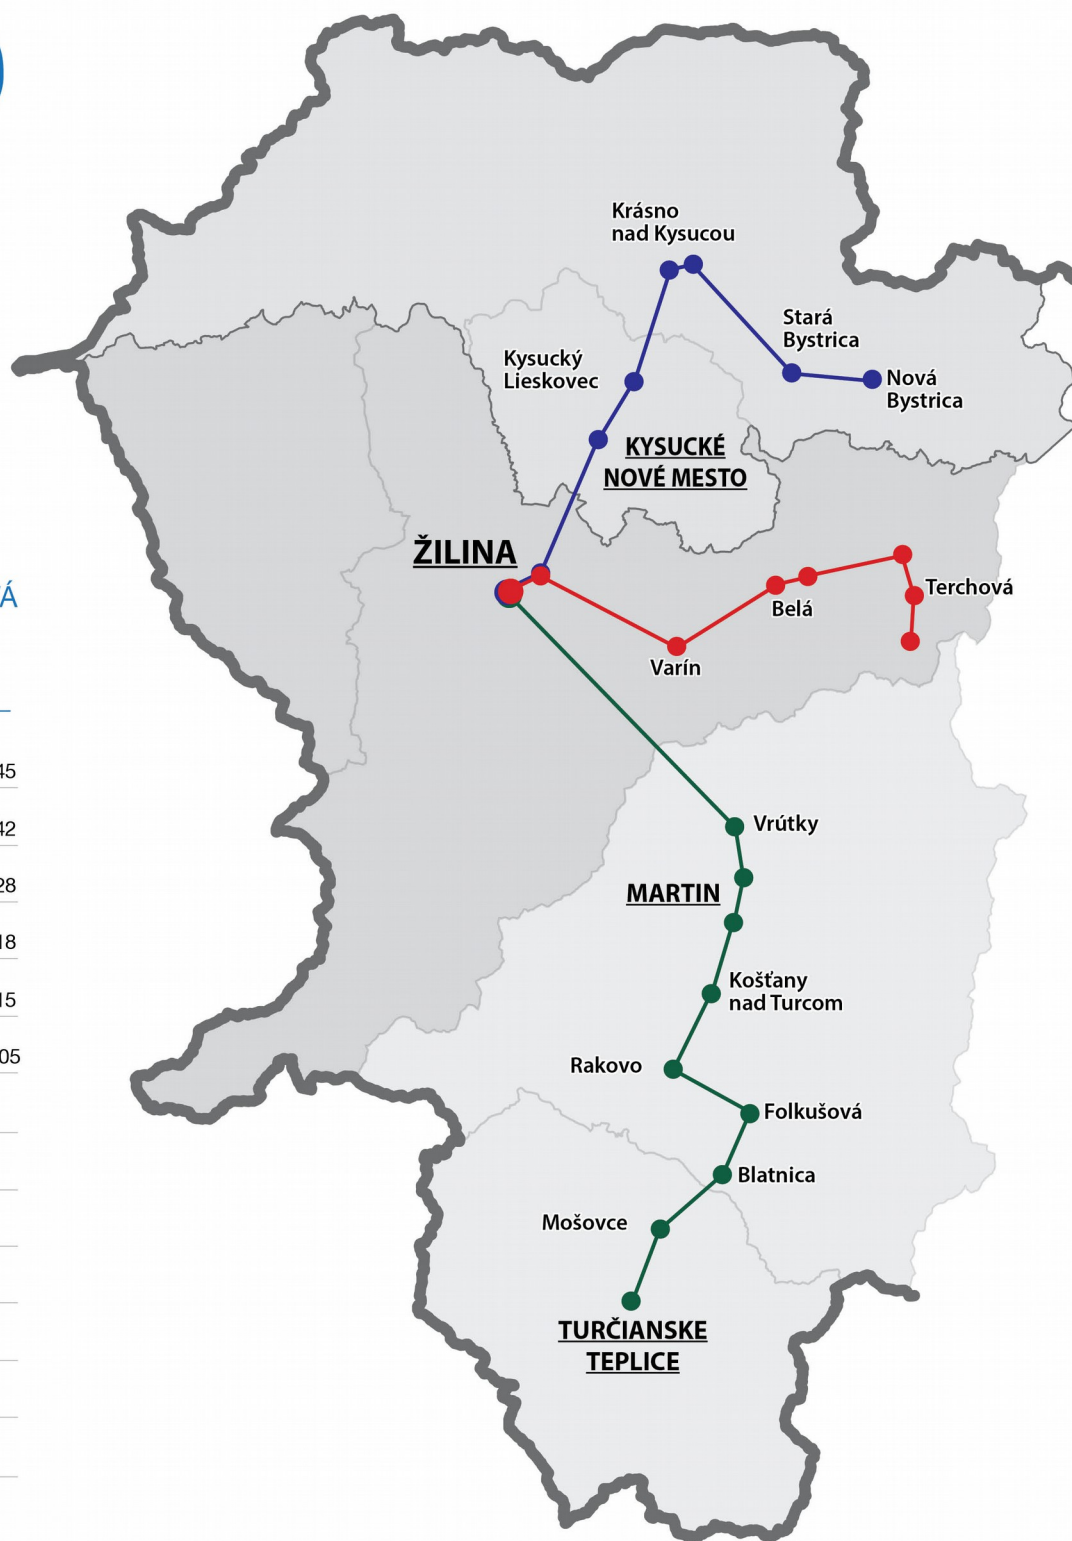 Krásno
nad Kysucou
Stará
Bystrica
Kysucký
Lieskovec
Nová
Bystrica
KYSUCKÉ
NOVÉ MESTO
ŽILINA
Terchová
Belá
Varín
Vrútky
MARTIN
Košťany
nad Turcom
Rakovo
Folkušová
Blatnica
Mošovce
TURČIANSKE
TEPLICE